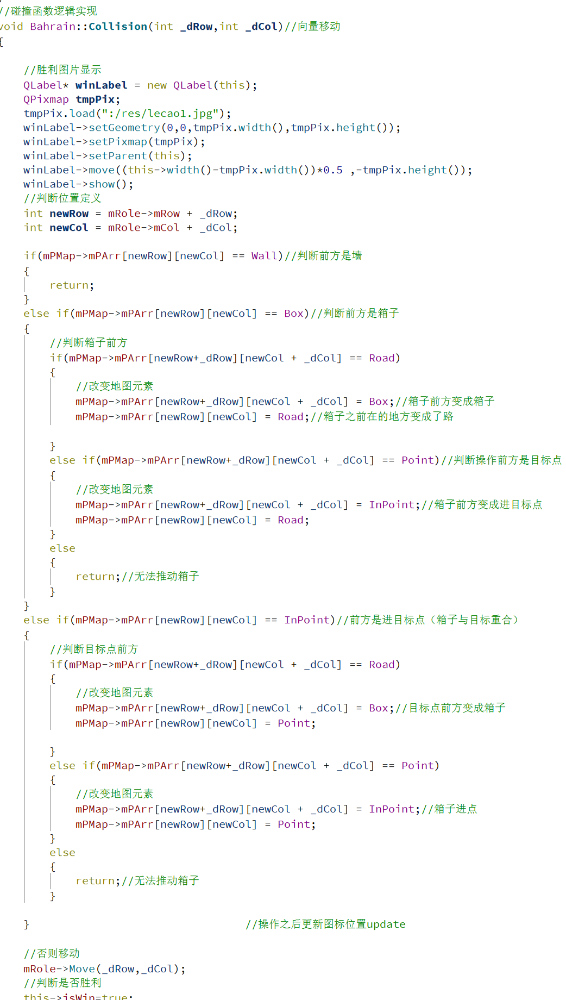 //碰撞函数逻辑实现
void Bahrain::Collision(int _dRow,int _dCol)//向量移动
{
//胜利图片显示
QLabel* winLabel = new QLabel(this);
QPixmap tmpPix;
tmpPix.load(":/res/lecao1.jpg");
winLabel->setGeometry(0,0,tmpPix.width(),tmpPix.height());
winLabel->setPixmap(tmpPix);
winLabel->setParent(this);
winLabel->move((this->width()-tmpPix.width())*0.5 ,-tmpPix.height());
winLabel->show();
//判断位置定义
int newRow = mRole->mRow + _dRow;
int newCol = mRole->mCol + _dCol;
if(mPMap->mPArr[newRow][newCol] == Wall)//判断前方是墙
{
return;
}
else if(mPMap->mPArr[newRow][newCol] == Box)//判断前方是箱子
{
//判断箱子前方
if(mPMap->mPArr[newRow+_dRow][newCol + _dCol] == Road)
{
//改变地图元素
mPMap->mPArr[newRow+_dRow][newCol + _dCol] = Box;//箱子前方变成箱子
mPMap->mPArr[newRow][newCol] = Road;//箱子之前在的地方变成了路
}
else if(mPMap->mPArr[newRow+_dRow][newCol + _dCol] == Point)//判断操作前方是目标点
{
//改变地图元素
mPMap->mPArr[newRow+_dRow][newCol + _dCol] = InPoint;//箱子前方变成进目标点
mPMap->mPArr[newRow][newCol] = Road;
}
else
{
return;//无法推动箱子
}
}
else if(mPMap->mPArr[newRow][newCol] == InPoint)//前方是进目标点（箱子与目标重合）
{
//判断目标点前方
if(mPMap->mPArr[newRow+_dRow][newCol + _dCol] == Road)
{
//改变地图元素
mPMap->mPArr[newRow+_dRow][newCol + _dCol] = Box;//目标点前方变成箱子
mPMap->mPArr[newRow][newCol] = Point;
}
else if(mPMap->mPArr[newRow+_dRow][newCol + _dCol] == Point)
{
//改变地图元素
mPMap->mPArr[newRow+_dRow][newCol + _dCol] = InPoint;//箱子进点
mPMap->mPArr[newRow][newCol] = Point;
}
else
{
return;//无法推动箱子
}
} //操作之后更新图标位置update
//否则移动
mRole->Move(_dRow,_dCol);
//判断是否胜利
this->isWin=true;